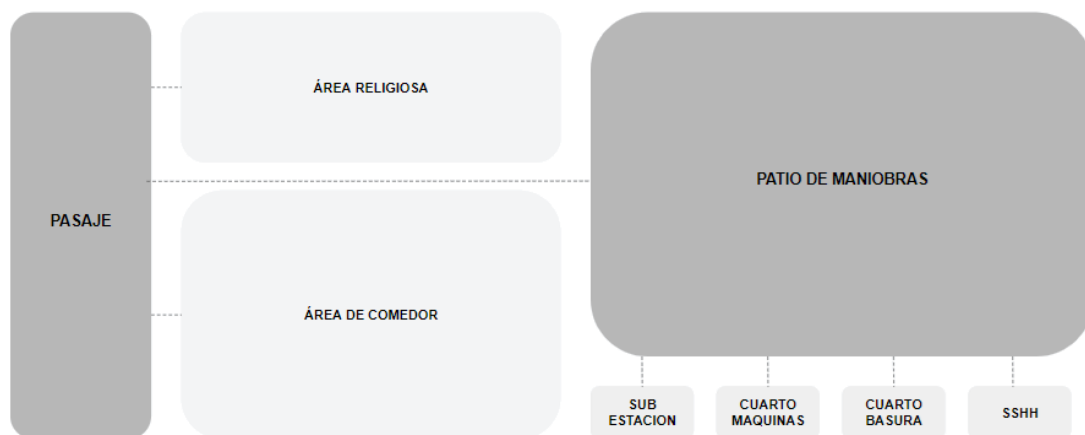 ÁREA RELIGIOSA
PATIO DE MANIOBRAS
PASAJE
ÁREA DE COMEDOR
SUB
ESTACION
CUARTO
MAQUINAS
CUARTO
BASURA
SSHH